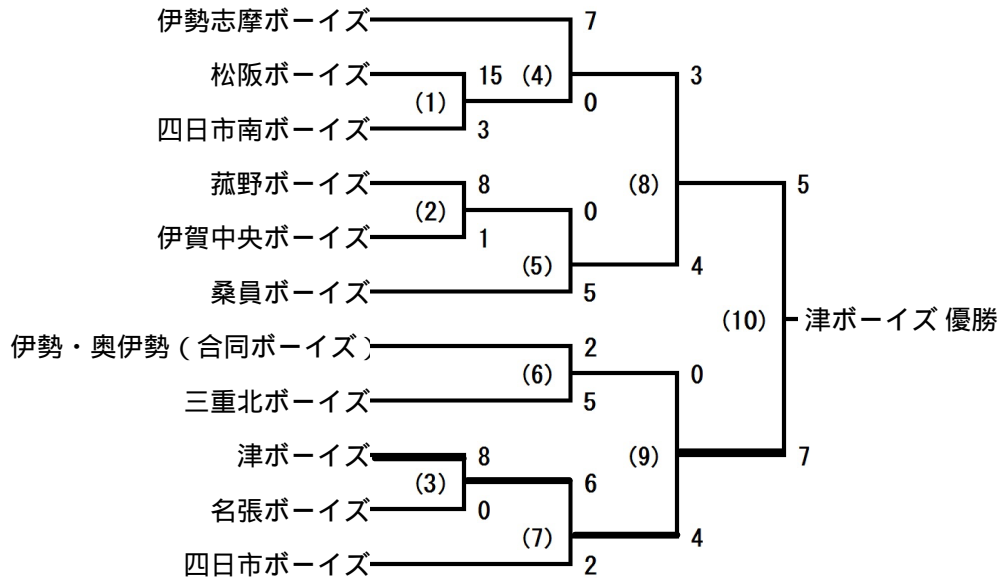 伊勢志摩ボーイズ 7
松阪ボーイズ 15 (4) 3
(1) 0
四日市南ボーイズ 3
菰野ボーイズ 8 (8) 5
(2) 0
伊賀中央ボーイズ 1
(5) 4
桑員ボーイズ 5
(10) 津ボーイズ 優勝
伊勢・奥伊勢(合同ボーイズ) 2
(6) 0
三重北ボーイズ 5
津ボーイズ 8 (9) 7
(3) 6
名張ボーイズ 0
(7) 4
四日市ボーイズ 2